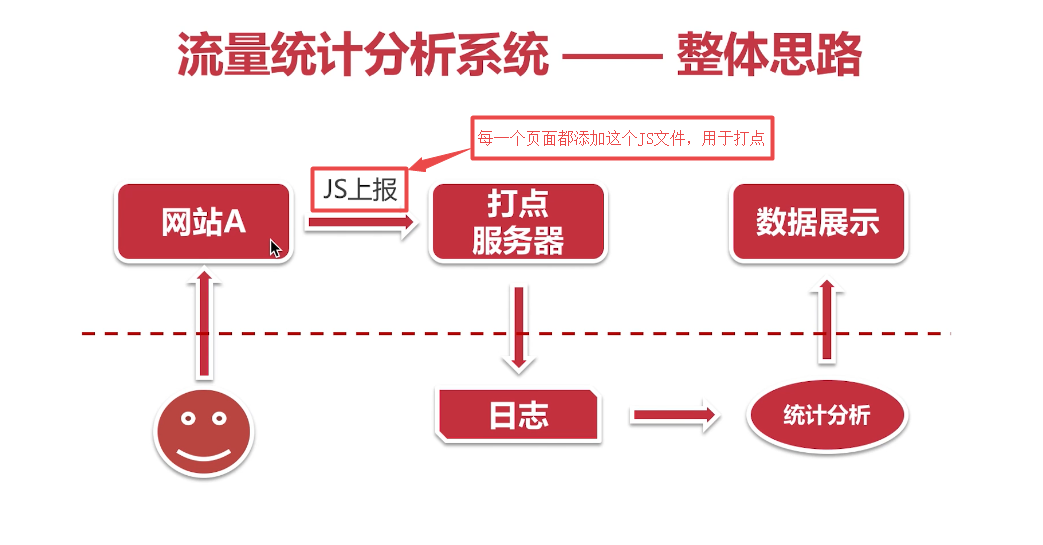 流量统计分析系统 —— 整体思路
每一个页面都添加这个JS文件，用于打点
JS上报
网站A
打点
服务器
数据展示
日志
统计分析